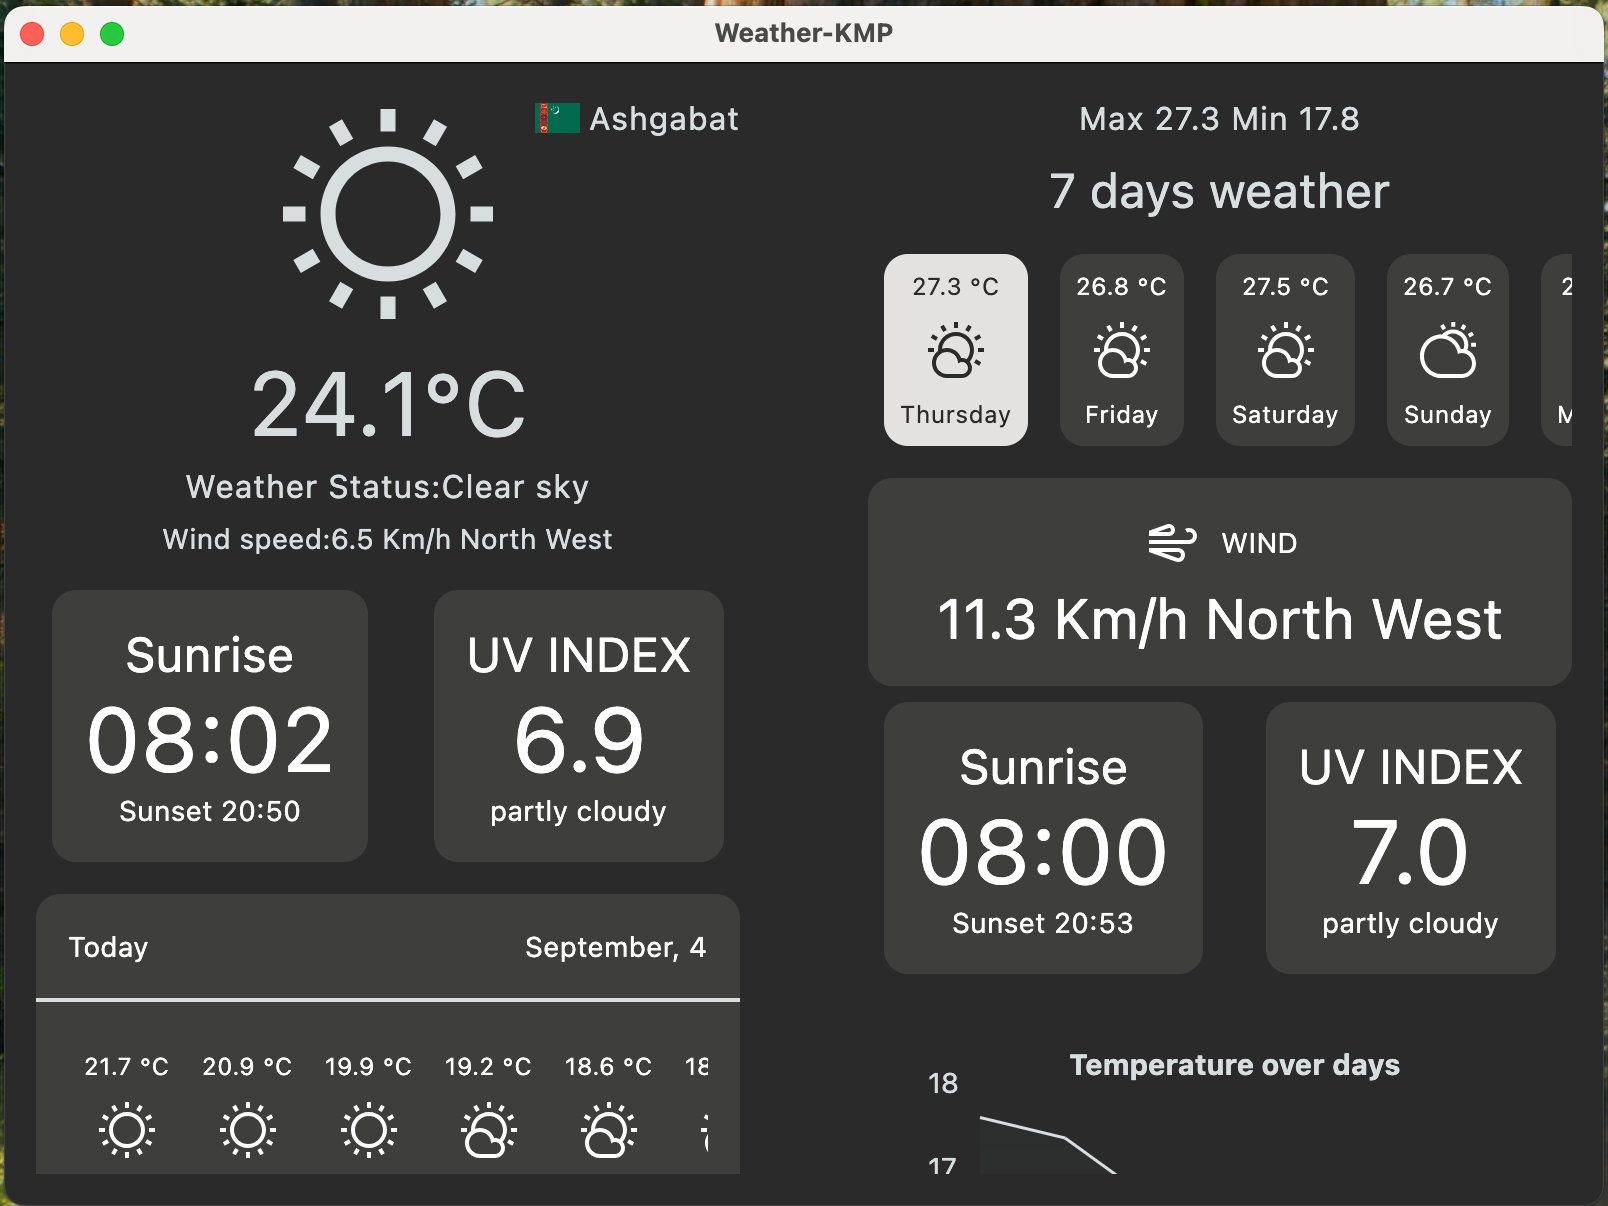 Weather-KMP
Ashgabat
24.1°C
Weather Status:Clear sky
Wind speed:6.5 Km/h North West
Sunrise
08:02
Sunset 20:50
UV INDEX
6.9
partly cloudy
Today
September, 4
21.7 °C 20.9 °C 19.9 °C 19.2 °C 18.6 °C 18
Max 27.3 Min 17.8
7 days weather
27.3 °C
Thursday
26.8 °C
Friday
27.5 °C
Saturday
26.7 °C
Sunday
2
M
WIND
11.3 Km/h North West
Sunrise
08:00
Sunset 20:53
UV INDEX
7.0
partly cloudy
Temperature over days
18
17